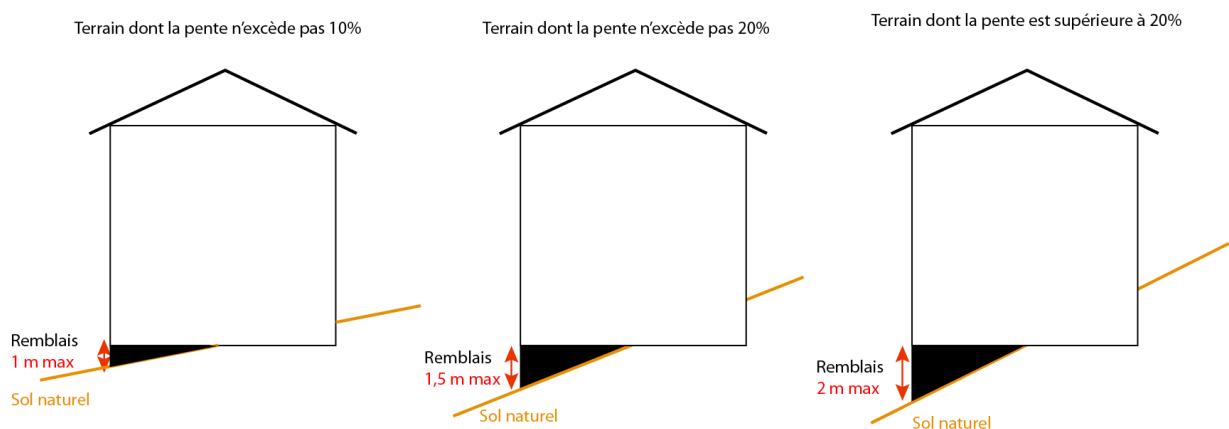 Terrain dont la pente n’excède pas 10%
Terrain dont la pente n’excède pas 20%
Terrain dont la pente est supérieure à 20%
Remblais
1 m max
Sol naturel
Remblais
1,5 m max
Sol naturel
Remblais
2 m max
Sol naturel